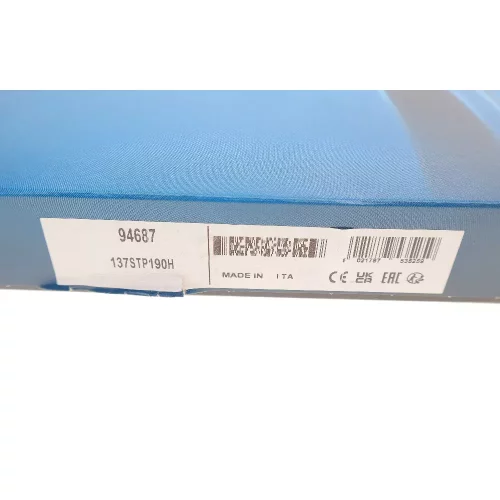 94687
137STP190H
MADE IN ITA
CE UK CA EAC